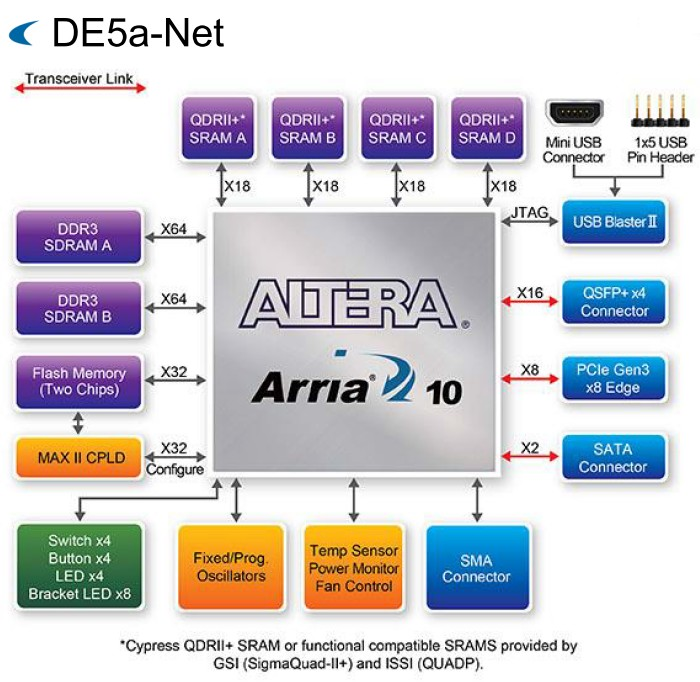 DE5a-Net
Transceiver Link
QDRII+*
SRAM A
QDRII+*
SRAM B
QDRII+*
SRAM C
QDRII+*
SRAM D
Mini USB
Connector
1x5 USB
Pin Header
X18
X18
X18
X18
JTAG
USB Blaster II
DDR3
SDRAM A
X64
DDR3
SDRAM B
X64
ALTERA®
X16
QSFP+ x4
Connector
Flash Memory
(Two Chips)
X32
Arria® 10
X8
PCIe Gen3
x8 Edge
MAX II CPLD
X32
Configure
X2
SATA
Connector
Switch x4
Button x4
LED x4
Bracket LED x8
Fixed/Prog.
Oscillators
Temp Sensor
Power Monitor
Fan Control
SMA
Connector
*Cypress QDRII+ SRAM or functional compatible SRAMS provided by
GSI (SigmaQuad-II+) and ISSI (QUADP).